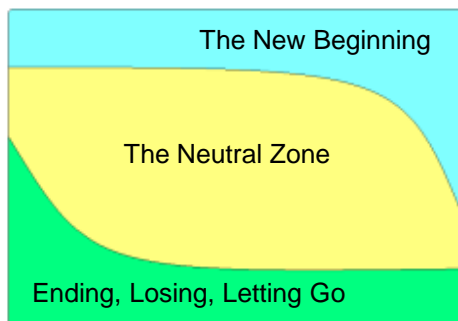 The New Beginning
The Neutral Zone
Ending, Losing, Letting Go